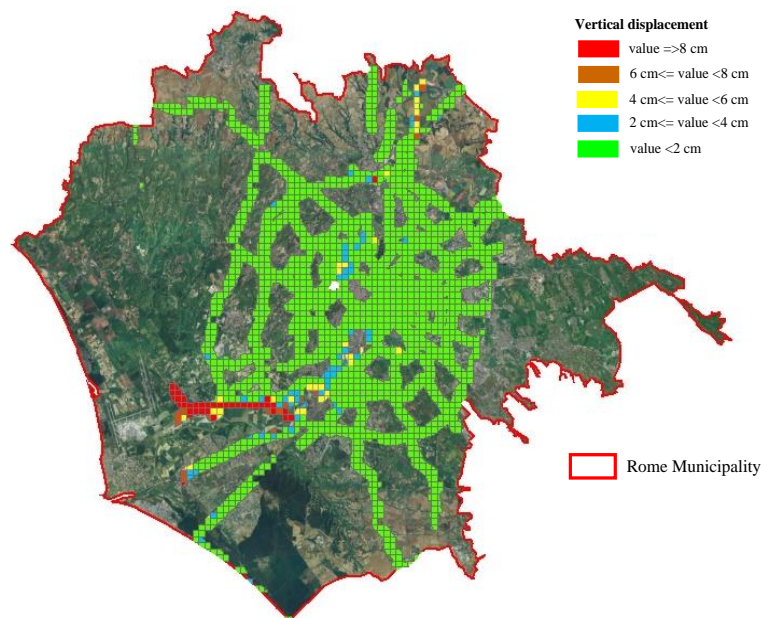 Vertical displacement
value =>8 cm
6 cm<= value <8 cm
4 cm<= value <6 cm
2 cm<= value <4 cm
value <2 cm
Rome Municipality